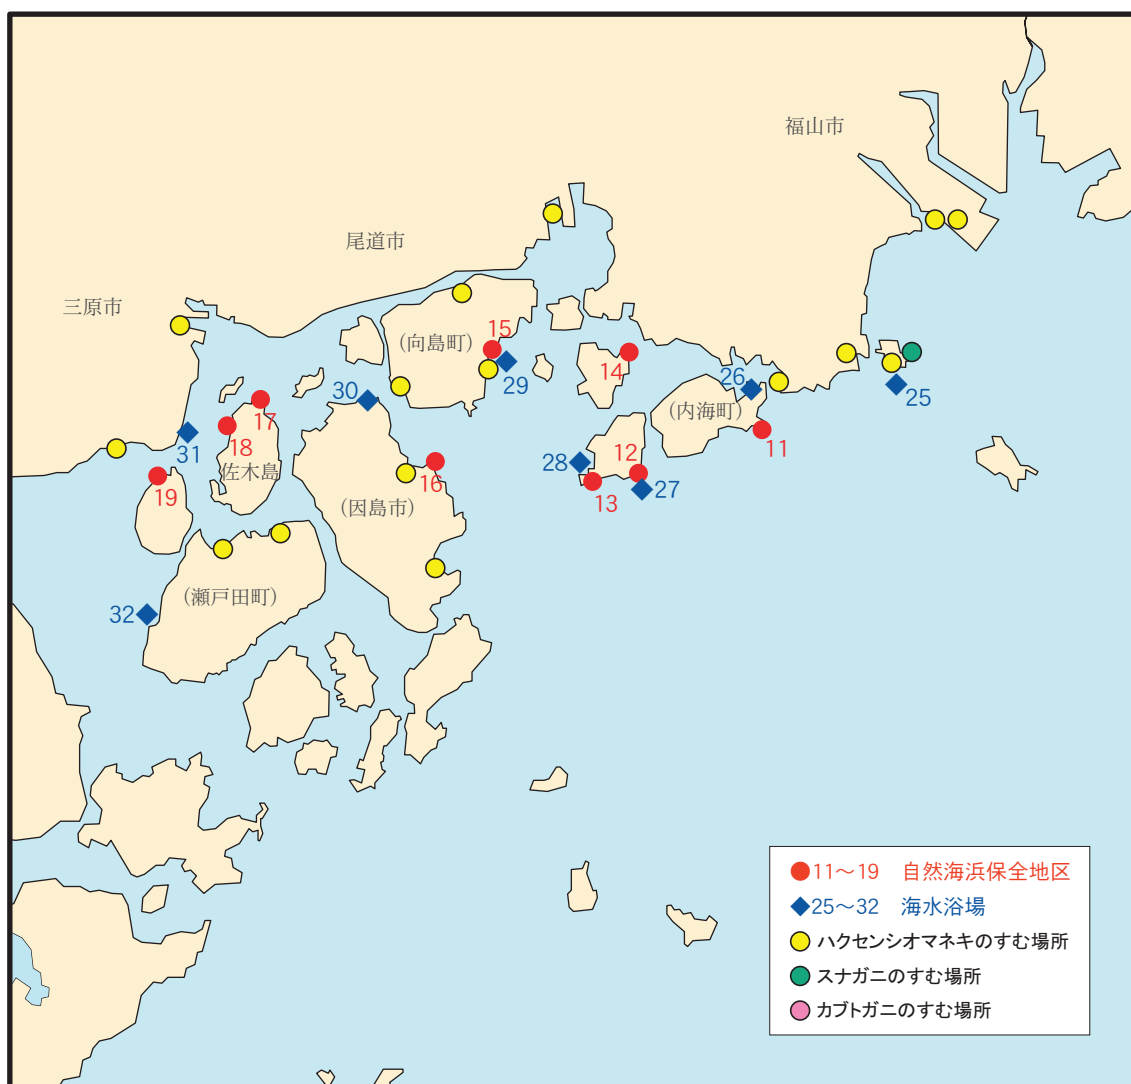 福山市
尾道市
三原市
(向島町)
15
29
14
26
25
(内海町)
11
30
17
18
31
佐木島
19
16
(因島市)
28
12
13
27
(瀬戸田町)
32
11～19 自然海浜保全地区
25～32 海水浴場
ハクセンシオマネキのすむ場所
スナガニのすむ場所
カブトガニのすむ場所